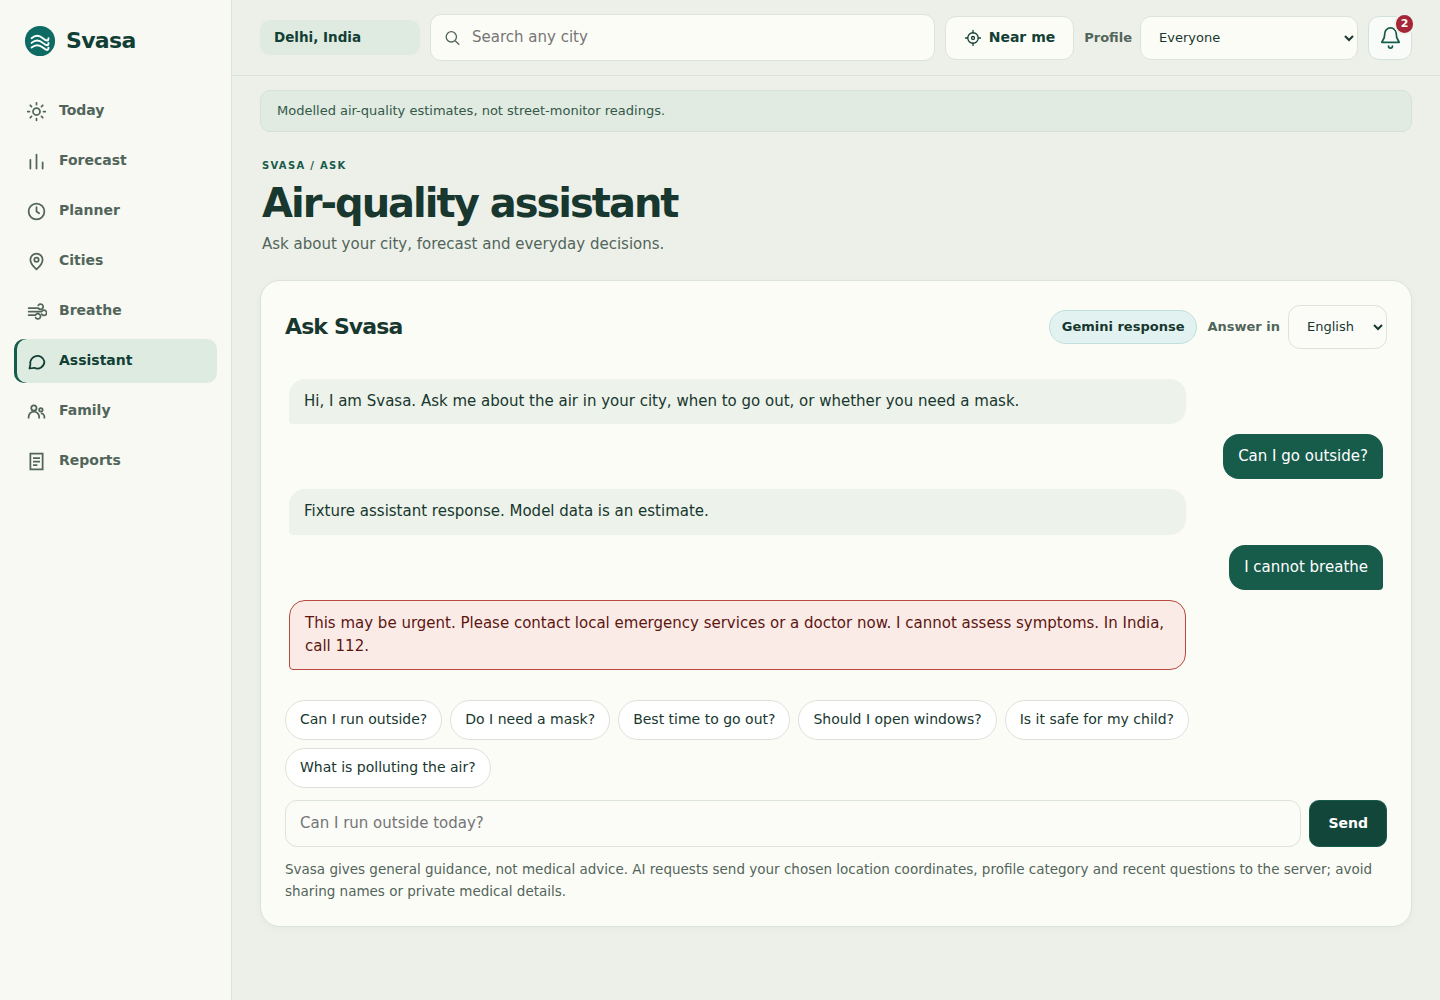 Svasa
Delhi, India
Search any city
Near me
Profile
Everyone
2
Today
Forecast
Planner
Cities
Breathe
Assistant
Family
Reports
Modelled air-quality estimates, not street-monitor readings.
SVASA / ASK
Air-quality assistant
Ask about your city, forecast and everyday decisions.
Ask Svasa
Gemini response
Answer in
English
Hi, I am Svasa. Ask me about the air in your city, when to go out, or whether you need a mask.
Can I go outside?
Fixture assistant response. Model data is an estimate.
I cannot breathe
This may be urgent. Please contact local emergency services or a doctor now. I cannot assess symptoms. In India,
call 112.
Can I run outside?
Do I need a mask?
Best time to go out?
Should I open windows?
Is it safe for my child?
What is polluting the air?
Can I run outside today?
Send
Svasa gives general guidance, not medical advice. AI requests send your chosen location coordinates, profile category and recent questions to the server; avoid
sharing names or private medical details.